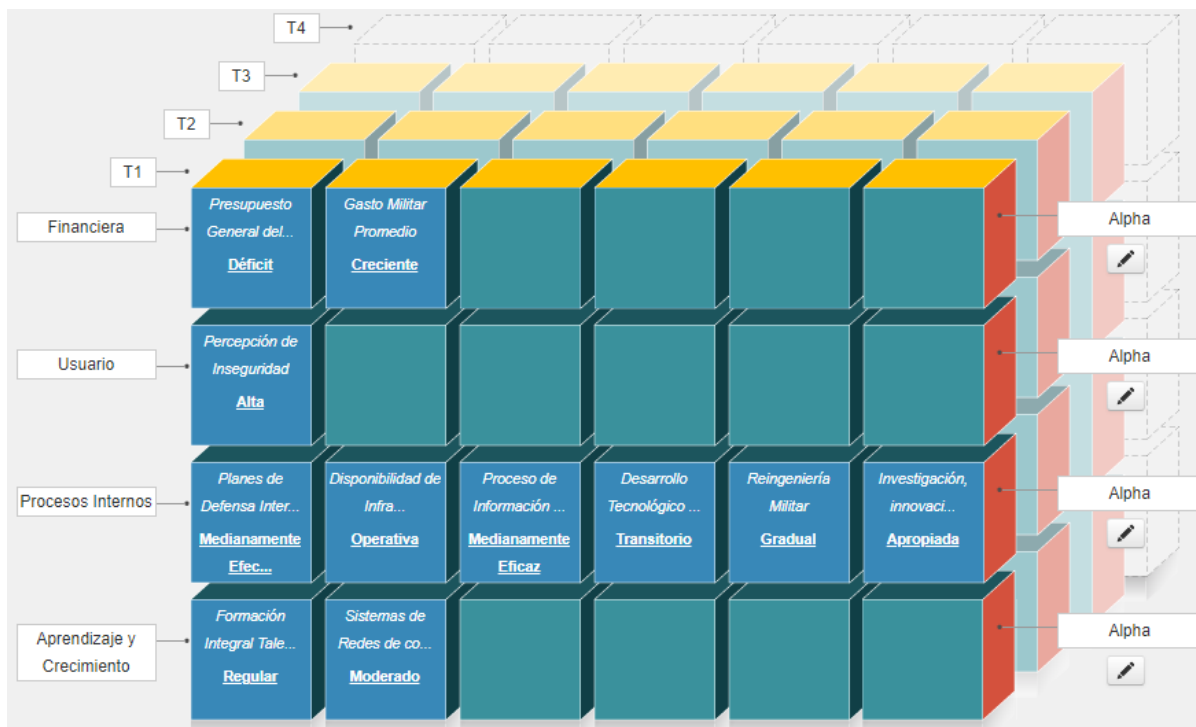 T4
T3
T2
T1
Financiera
Presupuesto
General del...
Déficit
Gasto Militar
Promedio
Creciente
Alpha
Usuario
Percepción de
Inseguridad
Alta
Alpha
Procesos Internos
Planes de
Defensa Inter...
Medianamente
Efec...
Disponibilidad de
Infra...
Operativa
Proceso de
Información ...
Medianamente
Eficaz
Desarrollo
Tecnológico ...
Transitorio
Reingeniería
Militar
Gradual
Investigación,
innovaci...
Apropiada
Alpha
Aprendizaje y
Crecimiento
Formación
Integral Tale...
Regular
Sistemas de
Redes de co...
Moderado
Alpha